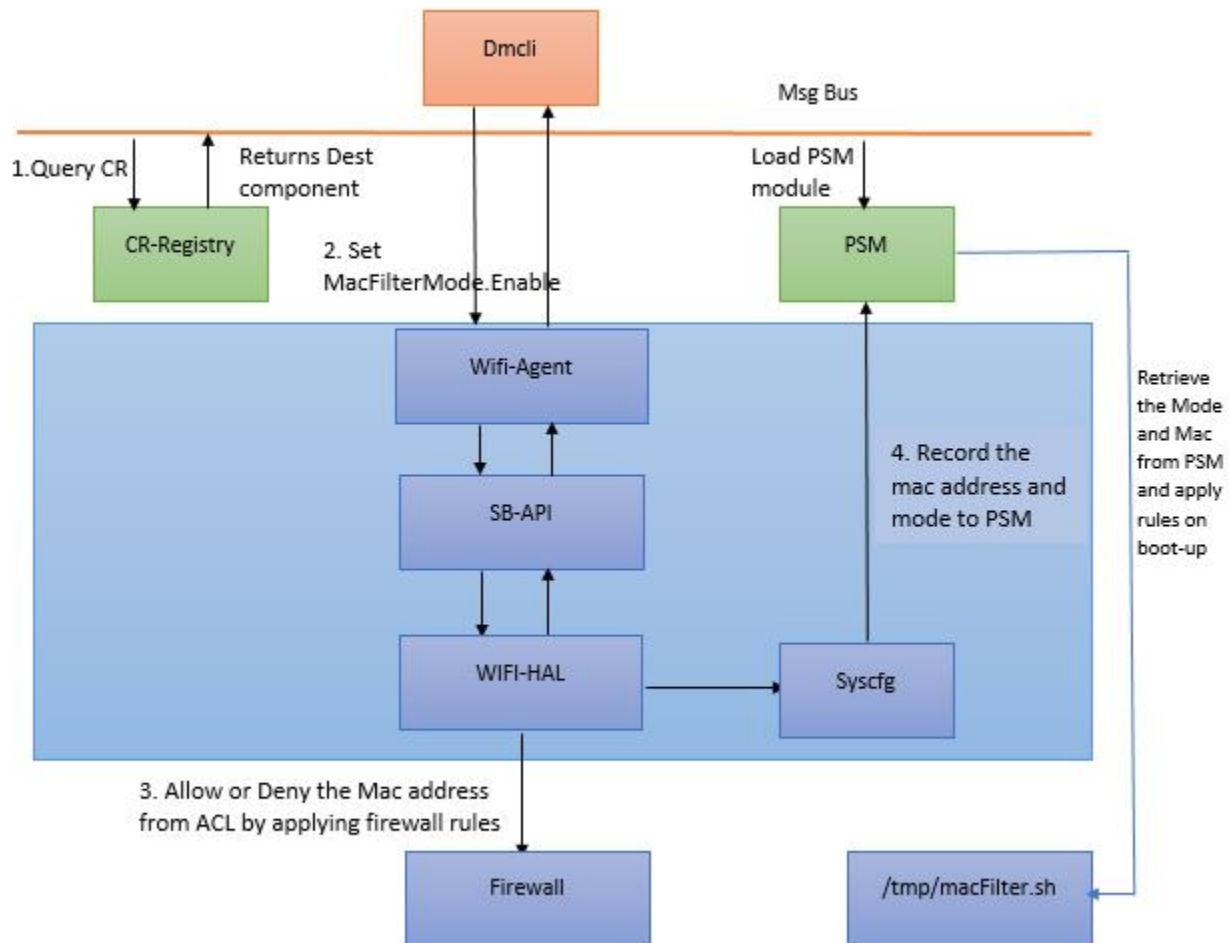 Dmcli
Msg Bus
1.Query CR
Returns Dest
component
Load PSM
module
CR-Registry
PSM
2. Set
MacFilterMode.Enable
Wifi-Agent
Retrieve
the Mode
and Mac
from PSM
and apply
rules on
boot-up
4. Record the
mac address and
mode to PSM
SB-API
WIFI-HAL
Syscfg
3. Allow or Deny the Mac address
from ACL by applying firewall rules
Firewall
/tmp/macFilter.sh